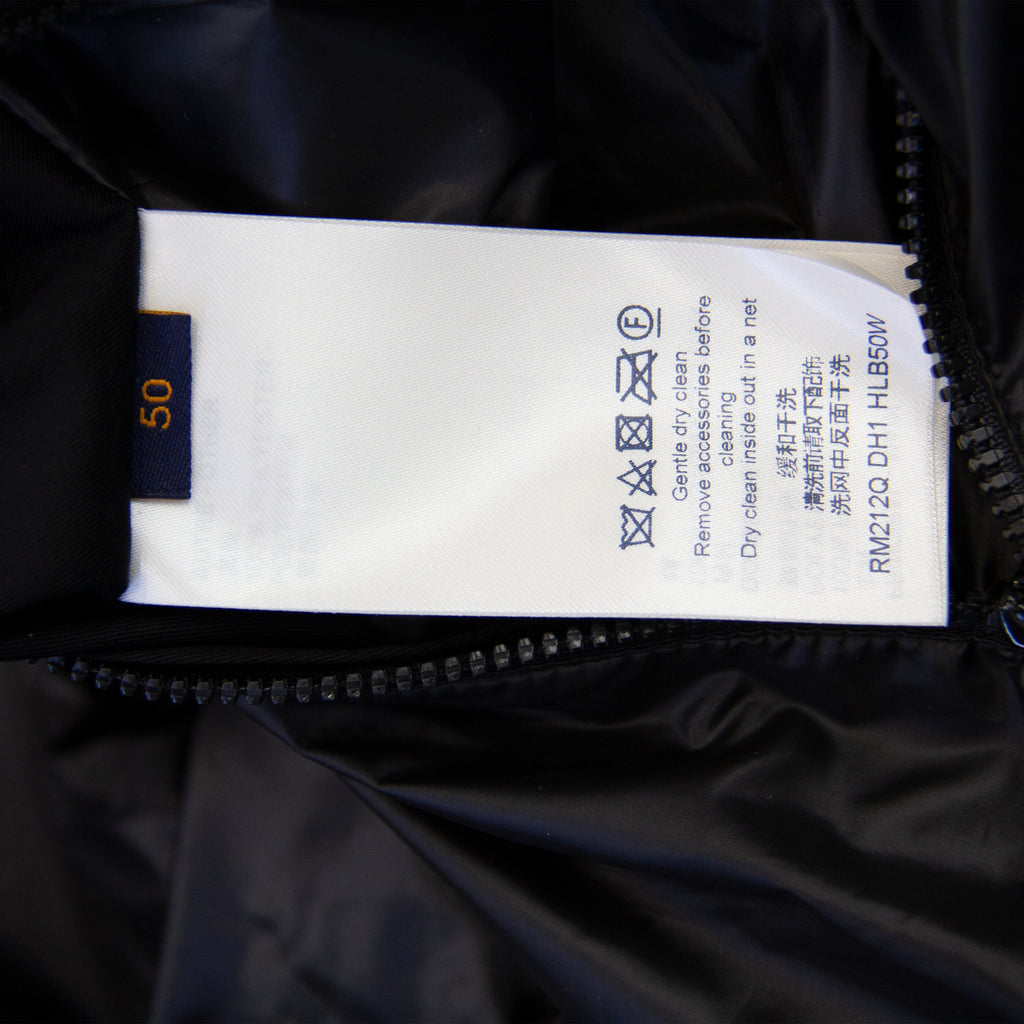 50
F
Gentle dry clean
Remove accessories before
cleaning
Dry clean inside out in a net
缓和干洗
清洗前请取下配饰
洗网中反面干洗
RM212Q DH1 HLB50W